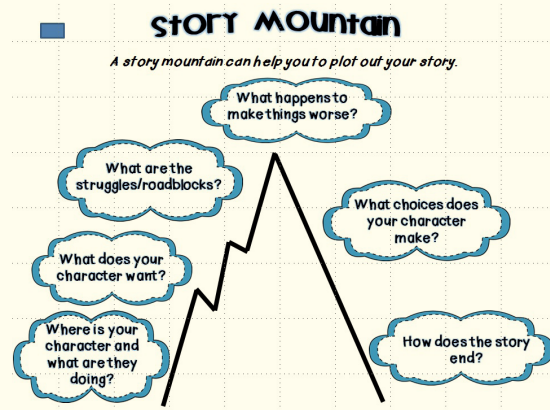 Story Mountain
A story mountain can help you to plot out your story.
What happens to
make things worse?
What are the
struggles/roadblocks?
What choices does
your character
make?
What does your
character want?
Where is your
character and
what are they
doing?
How does the story
end?